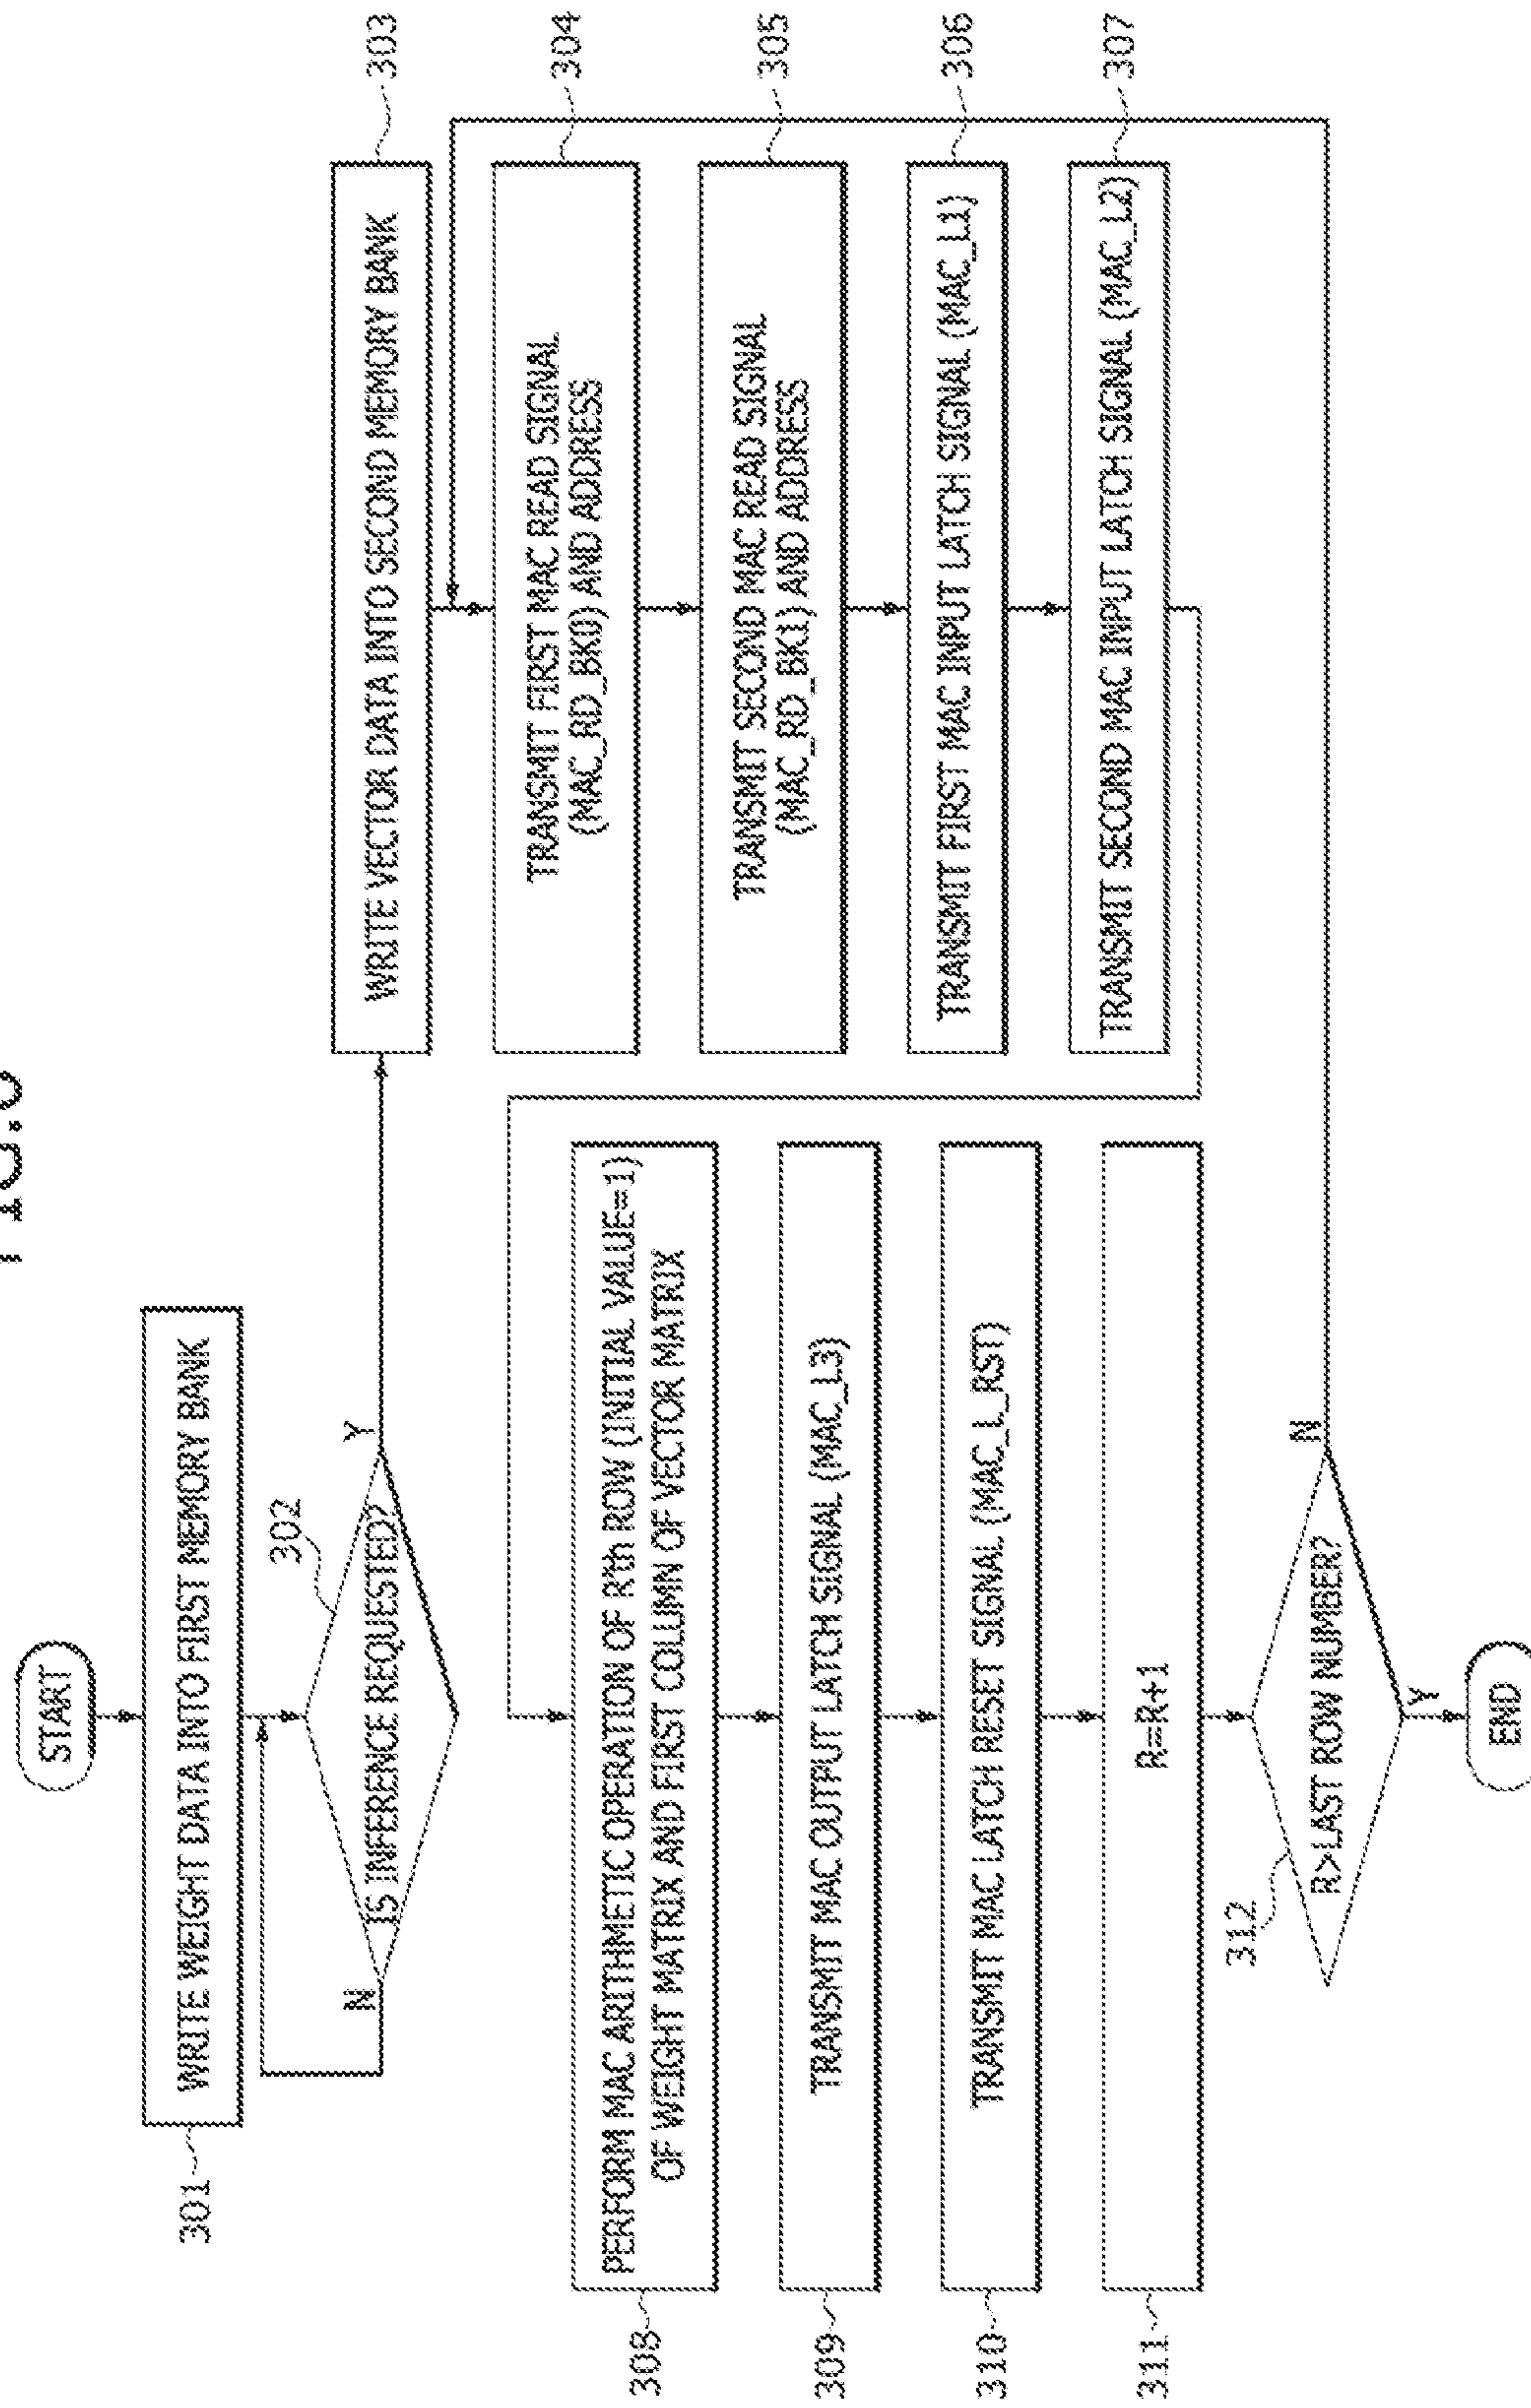 START
301
WRITE WEIGHT DATA INTO FIRST MEMORY BANK
302
IS INFERENCE REQUESTED?
N
Y
303
WRITE VECTOR DATA INTO SECOND MEMORY BANK
304
TRANSMIT FIRST MAC READ SIGNAL
(MAC_RD_BK0) AND ADDRESS
305
TRANSMIT SECOND MAC READ SIGNAL
(MAC_RD_BK1) AND ADDRESS
306
TRANSMIT FIRST MAC INPUT LATCH SIGNAL (MAC_L1)
307
TRANSMIT SECOND MAC INPUT LATCH SIGNAL (MAC_L2)
308
PERFORM MAC ARITHMETIC OPERATION OF R'th ROW (INITIAL VALUE=1)
OF WEIGHT MATRIX AND FIRST COLUMN OF VECTOR MATRIX
309
TRANSMIT MAC OUTPUT LATCH SIGNAL (MAC_L3)
310
TRANSMIT MAC LATCH RESET SIGNAL (MAC_L_RST)
311
R=R+1
312
R>LAST ROW NUMBER?
N
Y
END